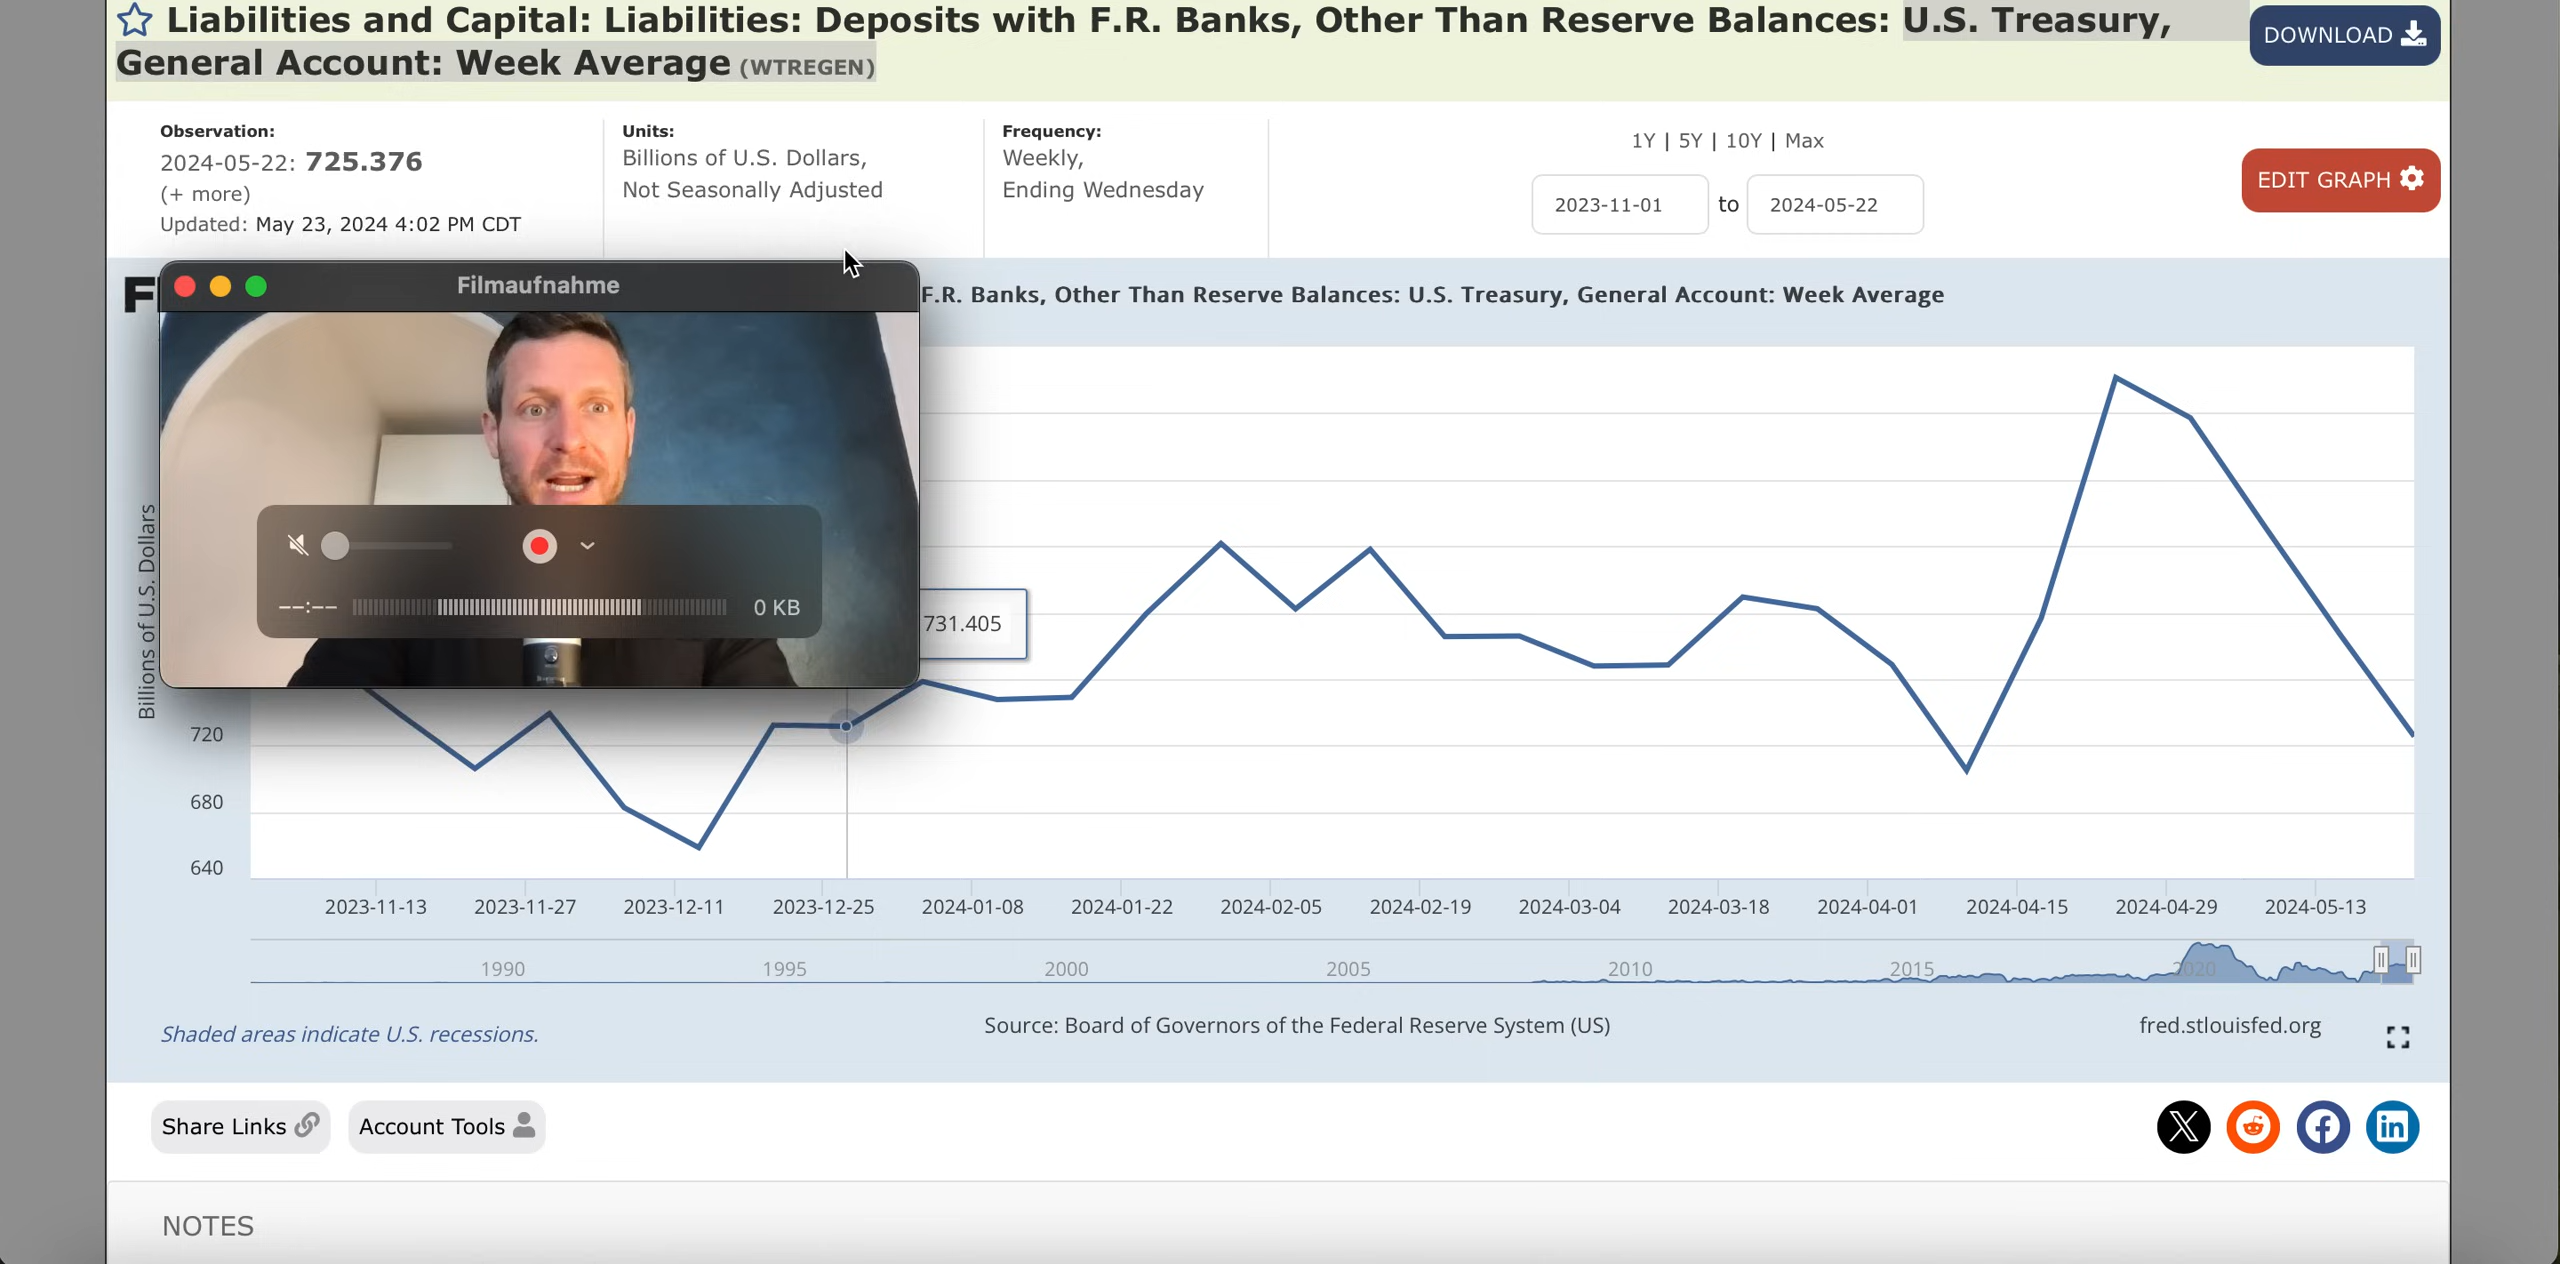 Liabilities and Capital: Liabilities: Deposits with F.R. Banks, Other Than Reserve Balances: U.S. Treasury,
General Account: Week Average (WTREGEN)
DOWNLOAD
Observation:
2024-05-22: 725.376
(+ more)
Updated: May 23, 2024 4:02 PM CDT
Units:
Billions of U.S. Dollars,
Not Seasonally Adjusted
Frequency:
Weekly,
Ending Wednesday
1Y | 5Y | 10Y | Max
2023-11-01 to 2024-05-22
EDIT GRAPH
Filmaufnahme
F.R. Banks, Other Than Reserve Balances: U.S. Treasury, General Account: Week Average
Billions of U.S. Dollars
--:--
0 KB
731.405
720
680
640
2023-11-13 2023-11-27 2023-12-11 2023-12-25 2024-01-08 2024-01-22 2024-02-05 2024-02-19 2024-03-04 2024-03-18 2024-04-01 2024-04-15 2024-04-29 2024-05-13
1990 1995 2000 2005 2010 2015 2020
Shaded areas indicate U.S. recessions.
Source: Board of Governors of the Federal Reserve System (US)
fred.stlouisfed.org
Share Links
Account Tools
NOTES